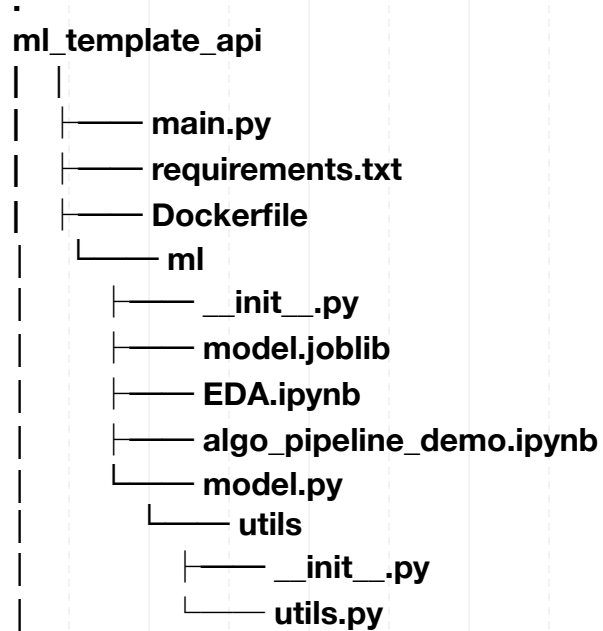 .
ml_template_api
│ │
│ ├── main.py
│ ├── requirements.txt
│ ├── Dockerfile
│ └── ml
│ ├── __init__.py
│ ├── model.joblib
│ ├── EDA.ipynb
│ ├── algo_pipeline_demo.ipynb
│ └── model.py
│ └── utils
│ ├── __init__.py
│ └── utils.py